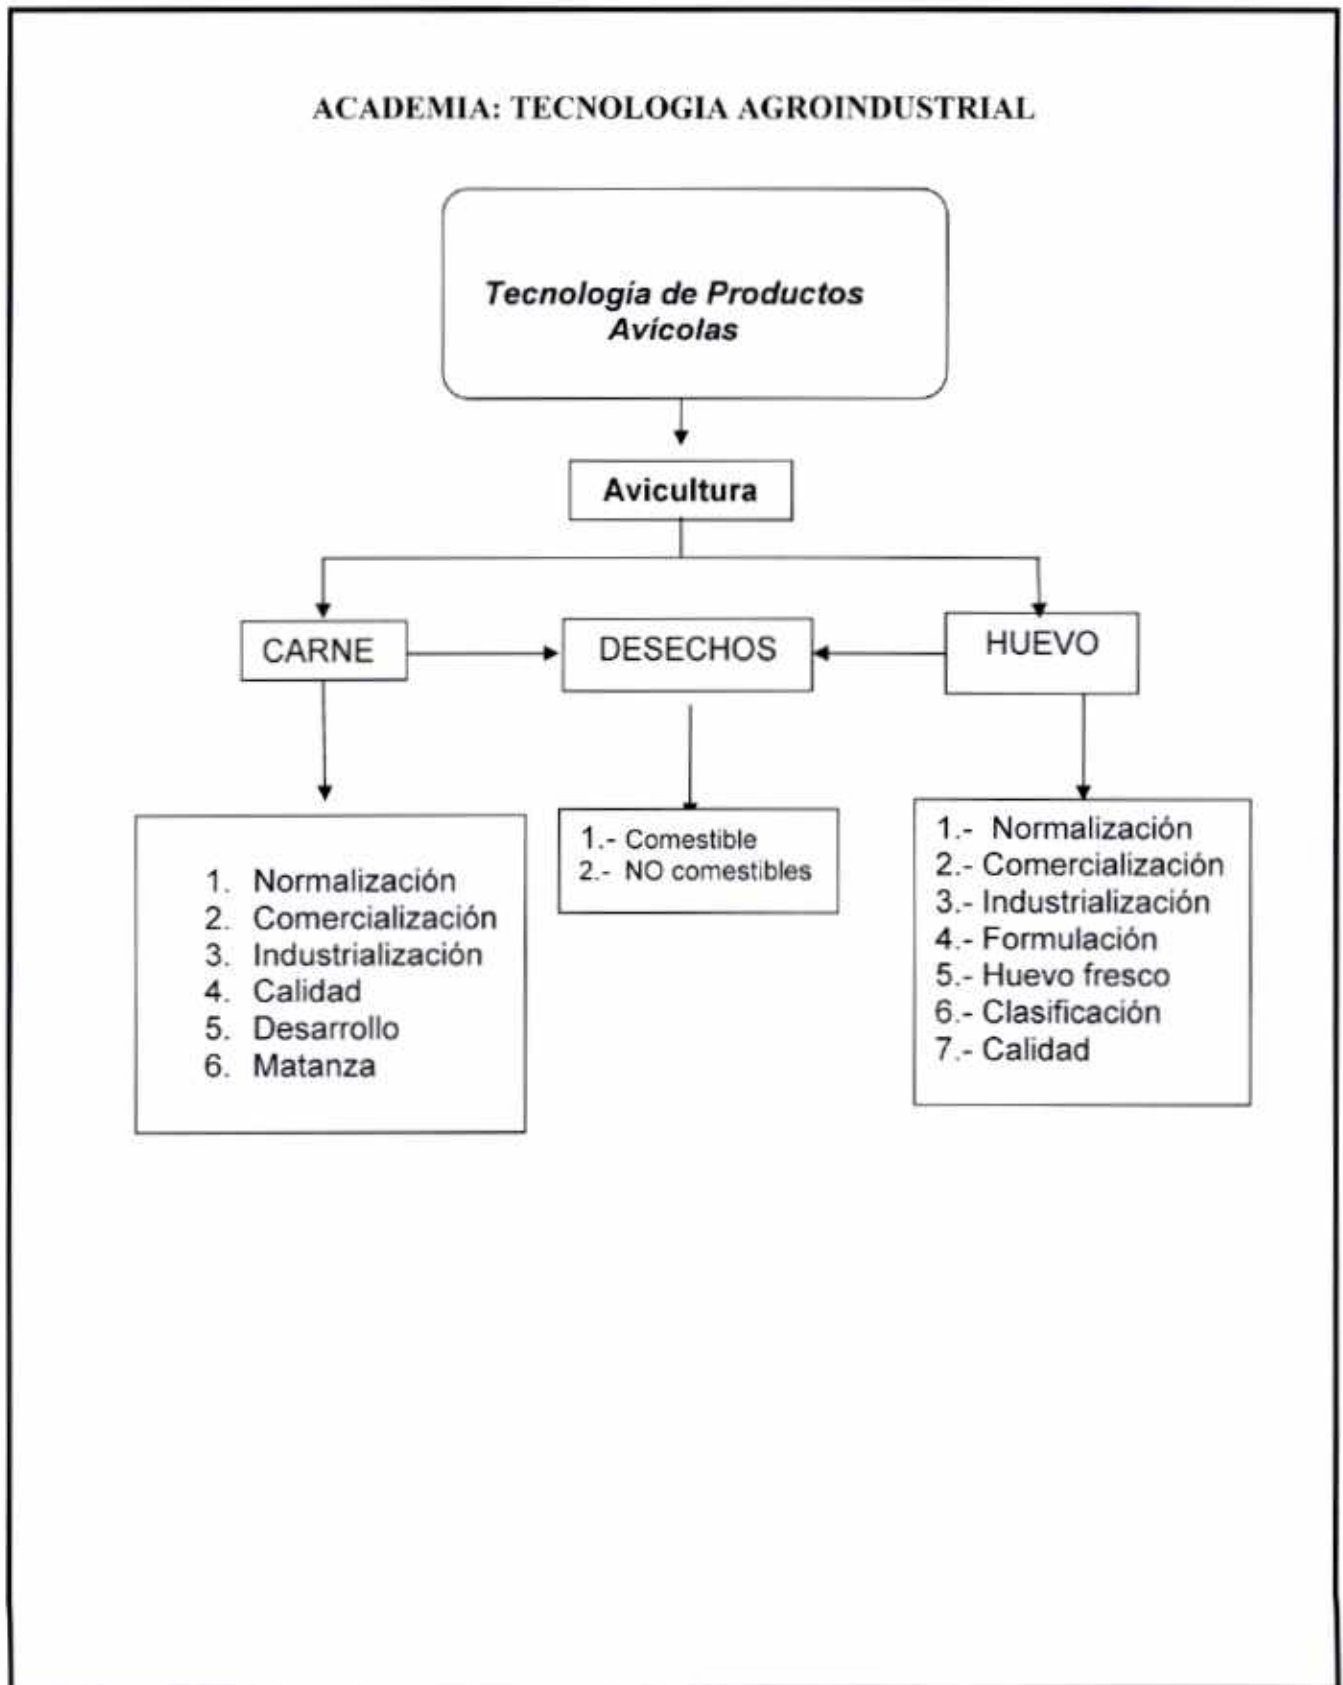 ACADEMIA: TECNOLOGIA AGROINDUSTRIAL
Tecnología de Productos
Avícolas
Avicultura
CARNE
DESECHOS
HUEVO
1. Normalización
2. Comercialización
3. Industrialización
4. Calidad
5. Desarrollo
6. Matanza
1.- Comestible
2.- NO comestibles
1.- Normalización
2.- Comercialización
3.- Industrialización
4.- Formulación
5.- Huevo fresco
6.- Clasificación
7.- Calidad